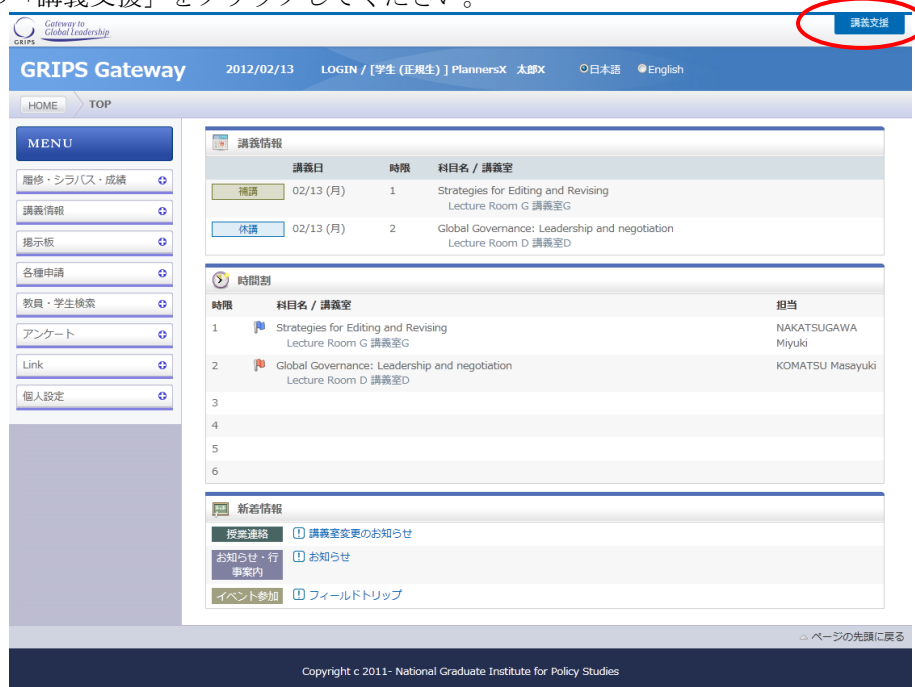 「講義支援」をクリックしてください。
Gateway to
Global Leadership
GRIPS
講義支援
GRIPS Gateway 2012/02/13 LOGIN / [学生 (正規生) ] PlannersX 太郎X 日本語 English
HOME TOP
MENU
履修・シラバス・成績
講義情報
掲示板
各種申請
教員・学生検索
アンケート
Link
個人設定
講義情報
講義日 時限 科目名 / 講義室
補講 02/13 (月) 1 Strategies for Editing and Revising
Lecture Room G 講義室G
休講 02/13 (月) 2 Global Governance: Leadership and negotiation
Lecture Room D 講義室D
時間割
時限 科目名 / 講義室 担当
1 Strategies for Editing and Revising NAKATSUGAWA
Lecture Room G 講義室G Miyuki
2 Global Governance: Leadership and negotiation KOMATSU Masayuki
Lecture Room D 講義室D
3
4
5
6
新着情報
授業連絡 講義室変更のお知らせ
お知らせ・行 お知らせ
事案内
イベント参加 フィールドトリップ
ページの先頭に戻る
Copyright c 2011- National Graduate Institute for Policy Studies